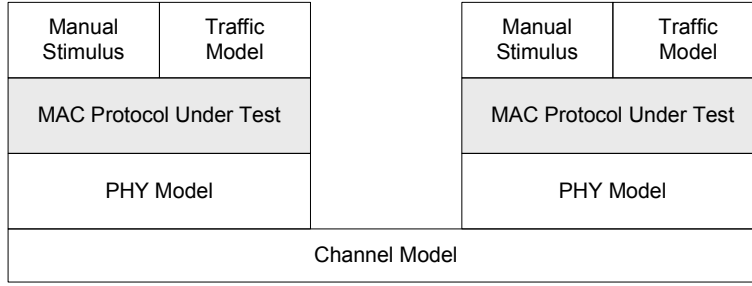 Manual
Stimulus
Traffic
Model
Manual
Stimulus
Traffic
Model
MAC Protocol Under Test
MAC Protocol Under Test
PHY Model
PHY Model
Channel Model